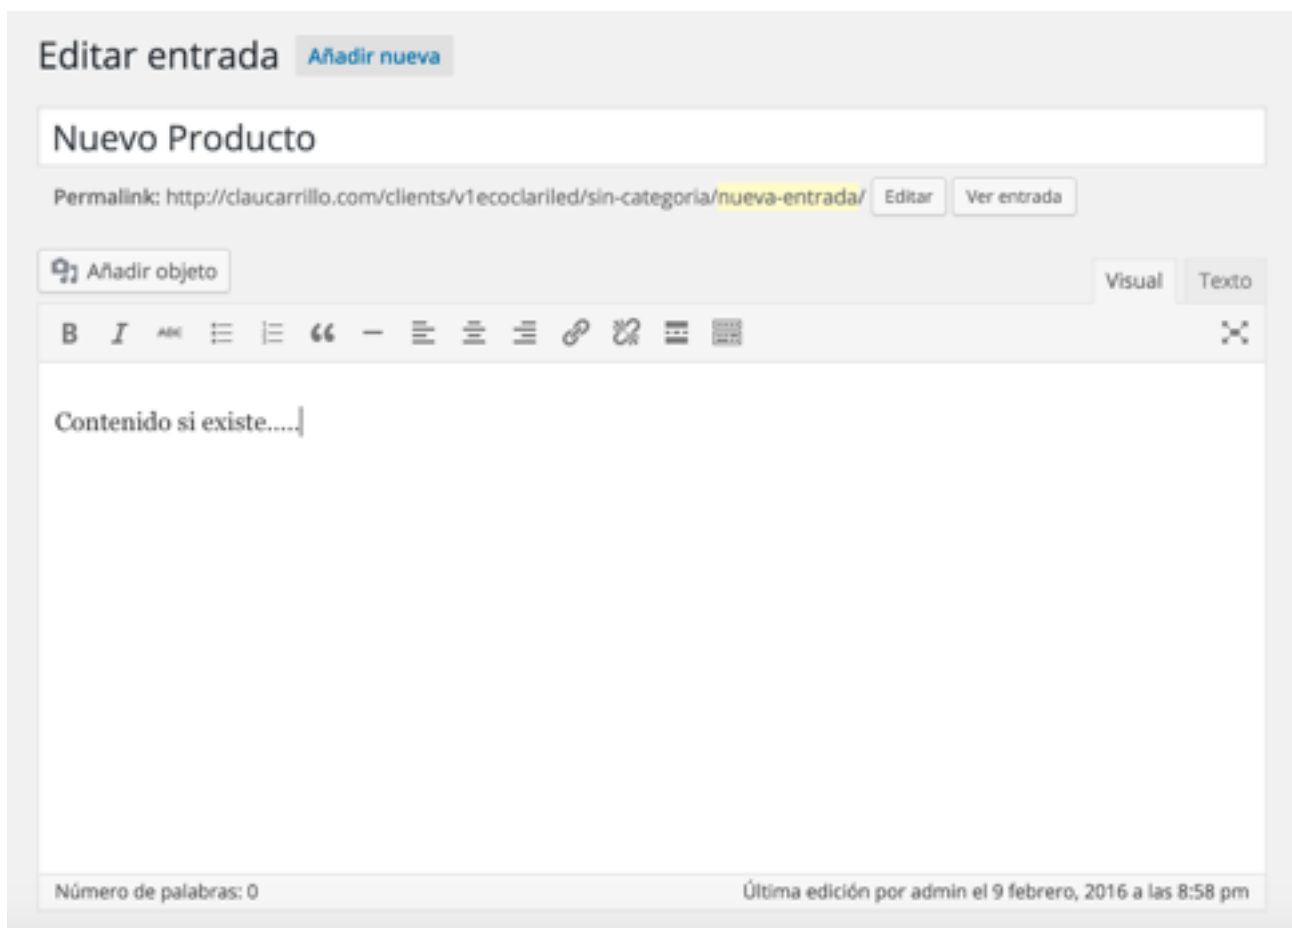 Editar entrada Añadir nueva
Nuevo Producto
Permalink: http://claucarrillo.com/clients/v1ecoclariled/sin-categoria/nueva-entrada/ Editar Ver entrada
Añadir objeto
Visual Texto
B I ABC
Contenido si existe.....
Número de palabras: 0 Última edición por admin el 9 febrero, 2016 a las 8:58 pm